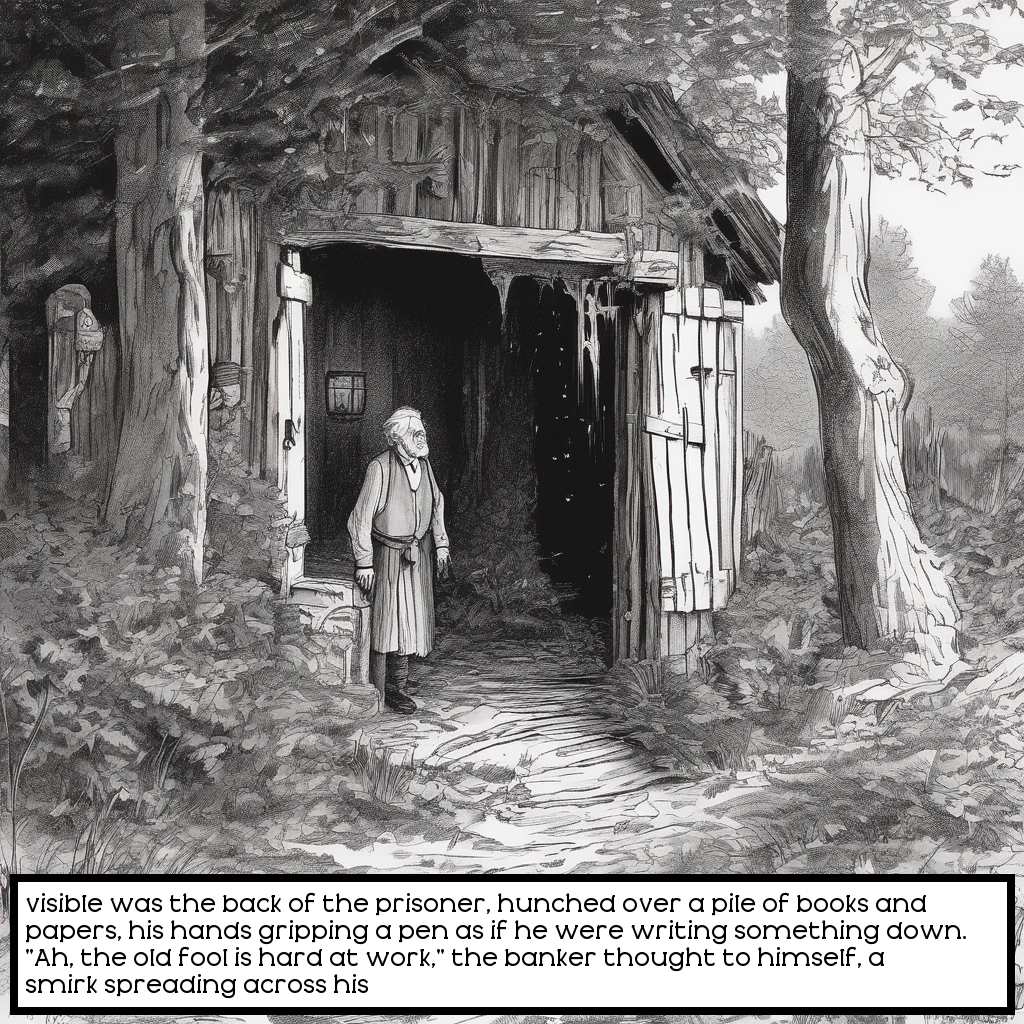 visible was the back of the prisoner, hunched over a pile of books and
papers, his hands gripping a pen as if he were writing something down.
"Ah, the old fool is hard at work," the banker thought to himself, a
smirk spreading across his